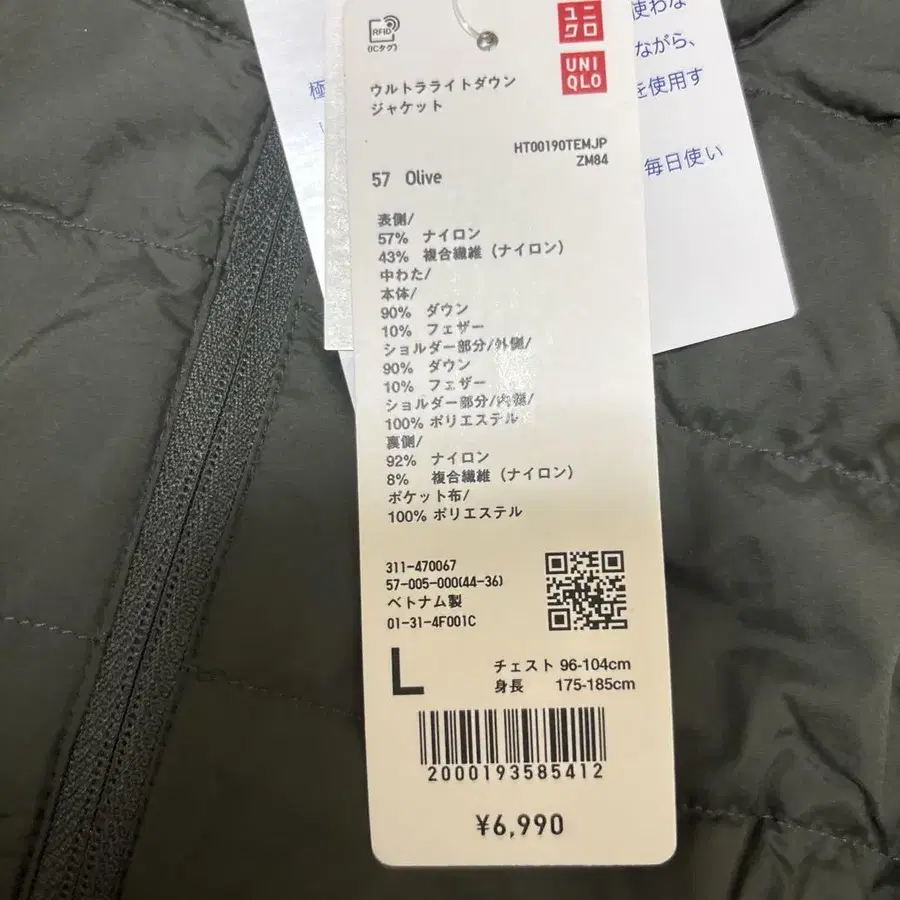 RFID
(ICタグ)
ユニ
クロ
UNI
QLO
ウルトラライトダウン
ジャケット
HT00190TEMJP
ZM84
57 Olive
表側/
57% ナイロン
43% 複合繊維（ナイロン）
中わた/
本体/
90% ダウン
10% フェザー
ショルダー部分/外側/
90% ダウン
10% フェザー
ショルダー部分/内側/
100% ポリエステル
裏側/
92% ナイロン
8% 複合繊維（ナイロン）
ポケット布/
100% ポリエステル
311-470067
57-005-000(44-36)
ベトナム製
01-31-4F001C
L
チェスト 96-104cm
身長 175-185cm
2000193585412
¥6,990
極
使わな
ながら、
を使用す
毎日使い